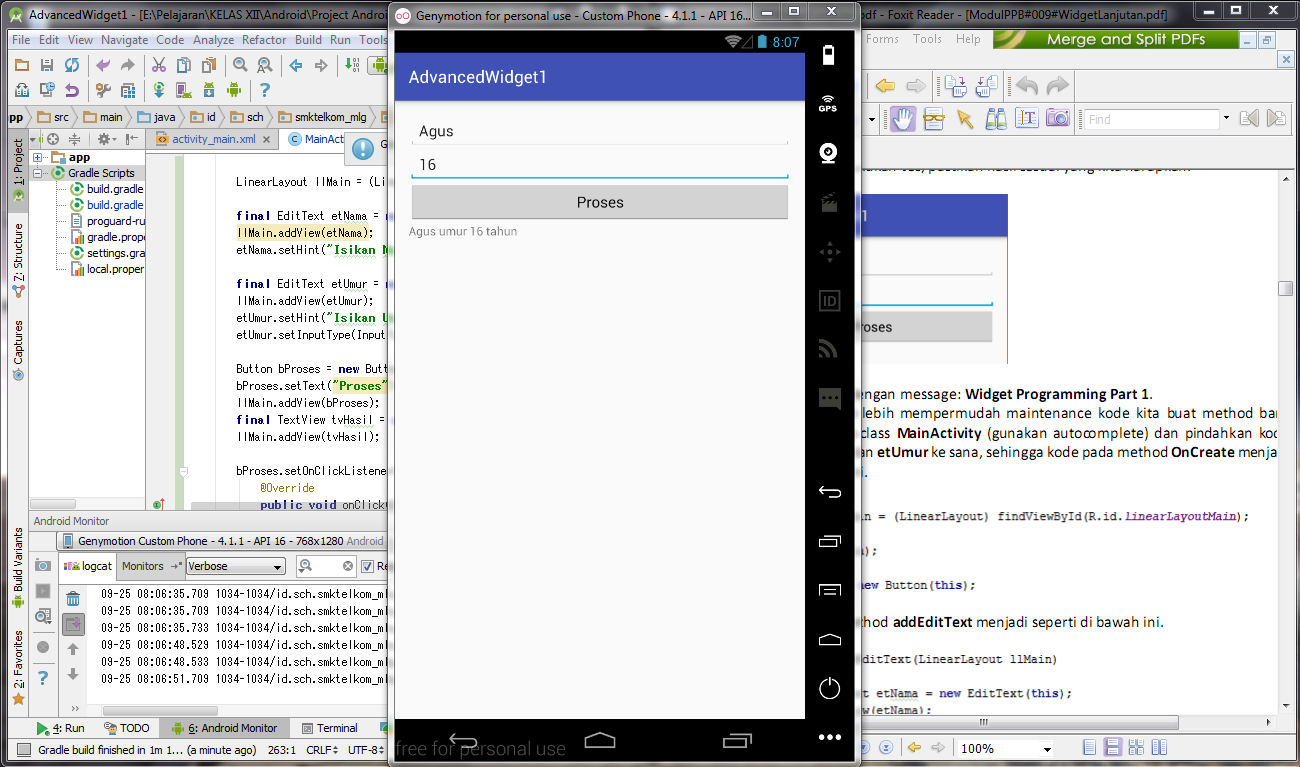 AdvancedWidget1 - [E:\Pelajaran\KELAS XII\Android\Project Androi
File Edit View Navigate Code Analyze Refactor Build Run Tools
pp src main java id sch smktelkom_mlg
1: Project
7: Structure
Captures
Build Variants
2: Favorites
app
Gradle Scripts
build.gradle
build.gradle
proguard-ru
gradle.prope
settings.gra
local.proper
activity_main.xml MainAct
LinearLayout llMain = (Li
final EditText etNama = n
llMain.addView(etNama);
etNama.setHint("Isikan N
final EditText etUmur = n
llMain.addView(etUmur);
etUmur.setHint("Isikan U
etUmur.setInputType(Input
Button bProses = new Butt
bProses.setText("Proses"
llMain.addView(bProses);
final TextView tvHasil =
llMain.addView(tvHasil);
bProses.setOnClickListene
@Override
public void onClick(
Android Monitor
Genymotion Custom Phone - 4.1.1 - API 16 - 768x1280 Android
logcat Monitors Verbose Re
09-25 08:06:35.709 1034-1034/id.sch.smktelkom_ml
09-25 08:06:35.709 1034-1034/id.sch.smktelkom_ml
09-25 08:06:35.733 1034-1034/id.sch.smktelkom_ml
09-25 08:06:48.529 1034-1034/id.sch.smktelkom_ml
09-25 08:06:48.533 1034-1034/id.sch.smktelkom_ml
09-25 08:06:51.709 1034-1034/id.sch.smktelkom_ml
4: Run TODO 6: Android Monitor Terminal
Gradle build finished in 1m 1... (a minute ago) 263:1 CRLF UTF-8
Genymotion for personal use - Custom Phone - 4.1.1 - API 16...
8:07
AdvancedWidget1
Agus
16
Proses
Agus umur 16 tahun
GPS
ID
free for personal use
odf - Foxit Reader - [ModulPPB#009#WidgetLanjutan.pdf]
Forms Tools Help Merge and Split PDFs
Find
1
oses
engan message: Widget Programming Part 1.
lebih mempermudah maintenance kode kita buat method bar
class MainActivity (gunakan autocomplete) dan pindahkan kod
an etUmur ke sana, sehingga kode pada method OnCreate menja
i.
in = (LinearLayout) findViewById(R.id.linearLayoutMain);
n);
new Button(this);
thod addEditText menjadi seperti di bawah ini.
ditText(LinearLayout llMain)
t etNama = new EditText(this);
w(etNama);
100%